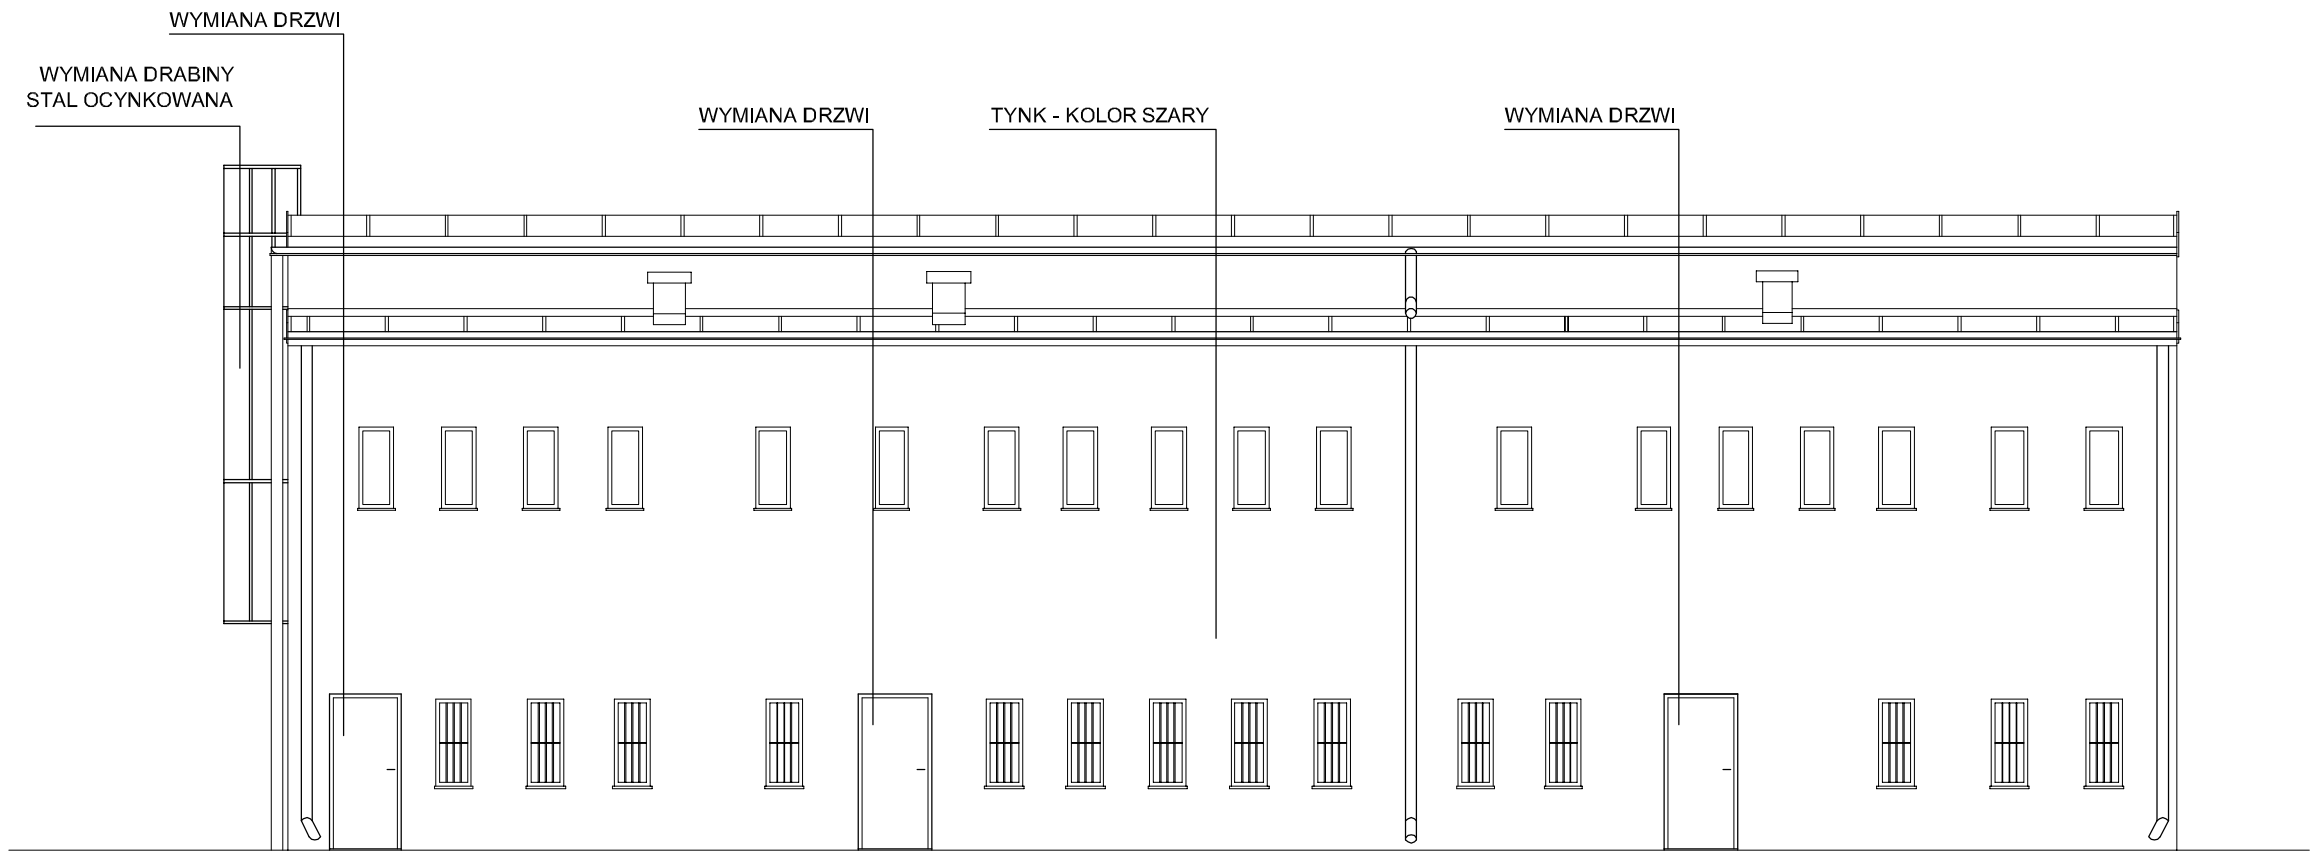 WYMIANA DRZWI
WYMIANA DRABINY
STAL OCYNKOWANA
WYMIANA DRZWI
TYNK - KOLOR SZARY
WYMIANA DRZWI